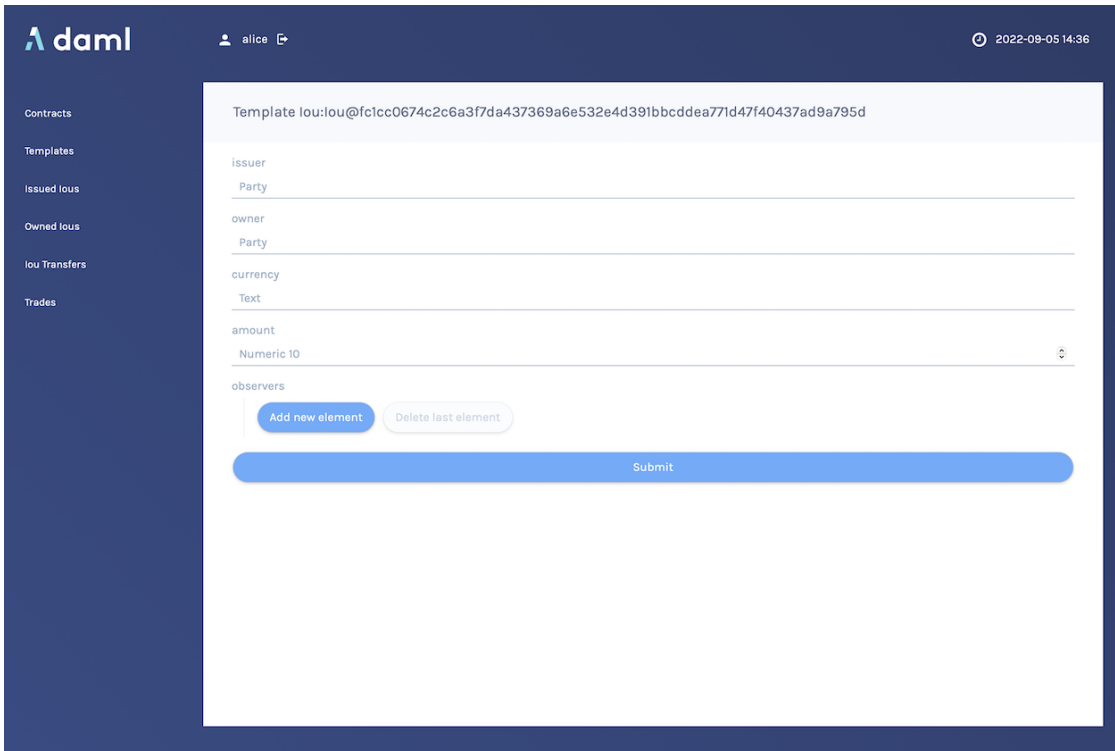 daml
alice
2022-09-05 14:36
Contracts
Templates
Issued Ious
Owned Ious
Iou Transfers
Trades
Template Iou:Iou@fc1cc0674c2c6a3f7da437369a6e532e4d391bbcddea771d47f40437ad9a795d
issuer
Party
owner
Party
currency
Text
amount
Numeric 10
observers
Add new element
Delete last element
Submit